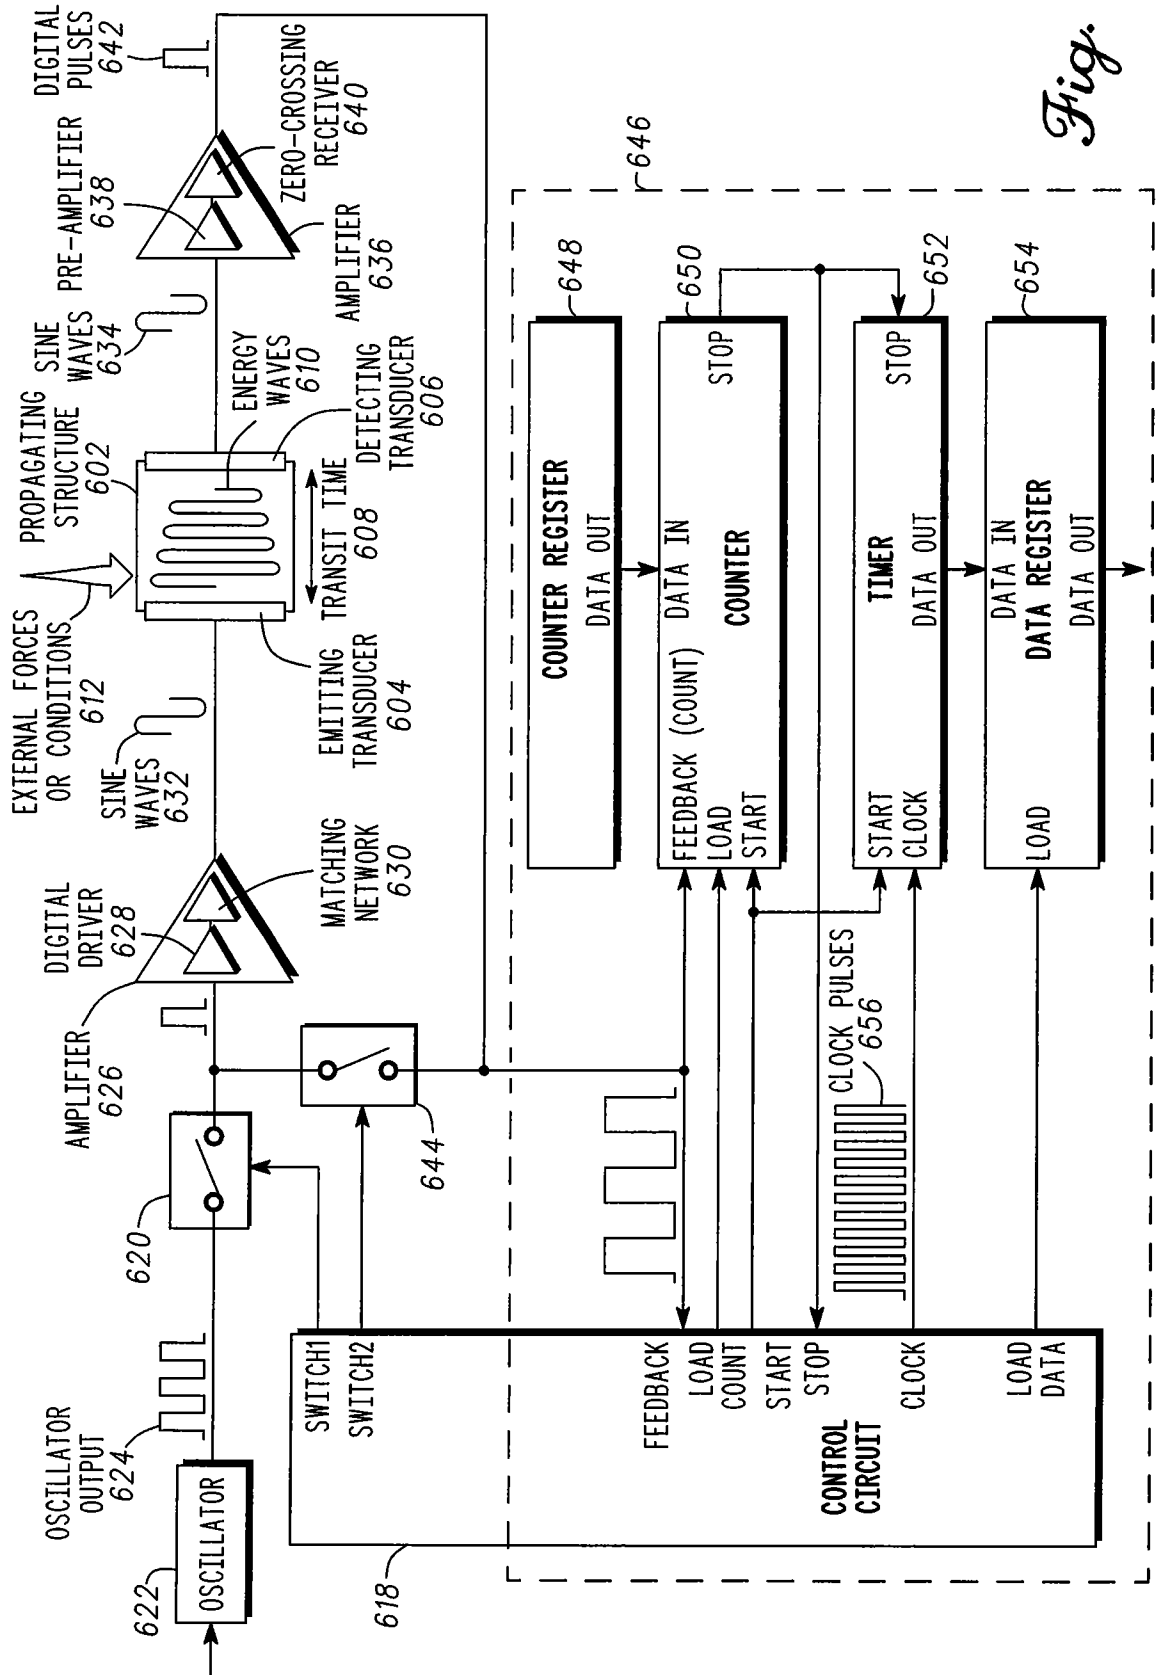 OSCILLATOR
OUTPUT
624
622
OSCILLATOR
620
AMPLIFIER
626
DIGITAL
DRIVER
628
MATCHING
NETWORK
630
644
EXTERNAL FORCES
OR CONDITIONS
612
SINE
WAVES
632
PROPAGATING
STRUCTURE
602
EMITTING
TRANSDUCER
604
TRANSIT TIME
608
ENERGY
WAVES
610
DETECTING
TRANSDUCER
606
SINE
WAVES
634
PRE-AMPLIFIER
638
AMPLIFIER
636
ZERO-CROSSING
RECEIVER
640
DIGITAL
PULSES
642
618
SWITCH1
SWITCH2
FEEDBACK
LOAD
COUNT
START
STOP
CLOCK
LOAD
DATA
CONTROL
CIRCUIT
646
COUNTER REGISTER
DATA OUT
648
FEEDBACK (COUNT)
LOAD
START
DATA IN
COUNTER
STOP
650
CLOCK PULSES
656
START
CLOCK
TIMER
DATA OUT
STOP
652
LOAD
DATA IN
DATA REGISTER
DATA OUT
654
Fig.